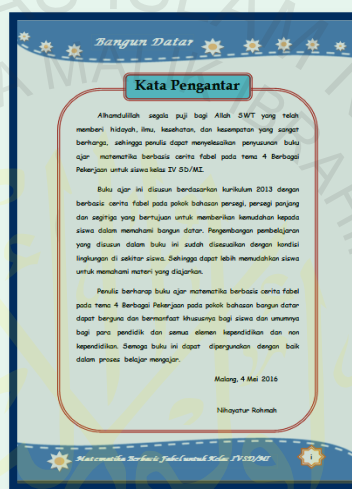 Bangun Datar
Kata Pengantar
Alhamdulillah segala puji bagi Allah SWT yang telah
memberi hidayah, ilmu, kesehatan, dan kesempatan yang sangat
berharga, sehingga penulis dapat menyelesaikan penyusunan buku
ajar matematika berbasis cerita fabel pada tema 4 Berbagai
Pekerjaan untuk siswa kelas IV SD/MI.
Buku ajar ini disusun berdasarkan kurikulum 2013 dengan
berbasis cerita fabel pada pokok bahasan persegi, persegi panjang
dan segitiga yang bertujuan untuk memberikan kemudahan kepada
siswa dalam memahami bangun datar. Pengembangan pembelajaran
yang disusun dalam buku ini sudah disesuaikan dengan kondisi
lingkungan di sekitar siswa. Sehingga dapat lebih memudahkan siswa
untuk memahami materi yang diajarkan.
Penulis berharap buku ajar matematika berbasis cerita fabel
pada tema 4 Berbagai Pekerjaan pada pokok bahasan bangun datar
dapat berguna dan bermanfaat khususnya bagi siswa dan umumnya
bagi para pendidik dan semua elemen kependidikan dan non
kependidikan. Semoga buku ini dapat dipergunakan dengan baik
dalam proses belajar mengajar.
Malang, 4 Mei 2016
Nihayatur Rohmah
Matematika Berbasis Fabel untuk Kelas IV SD/MI
i